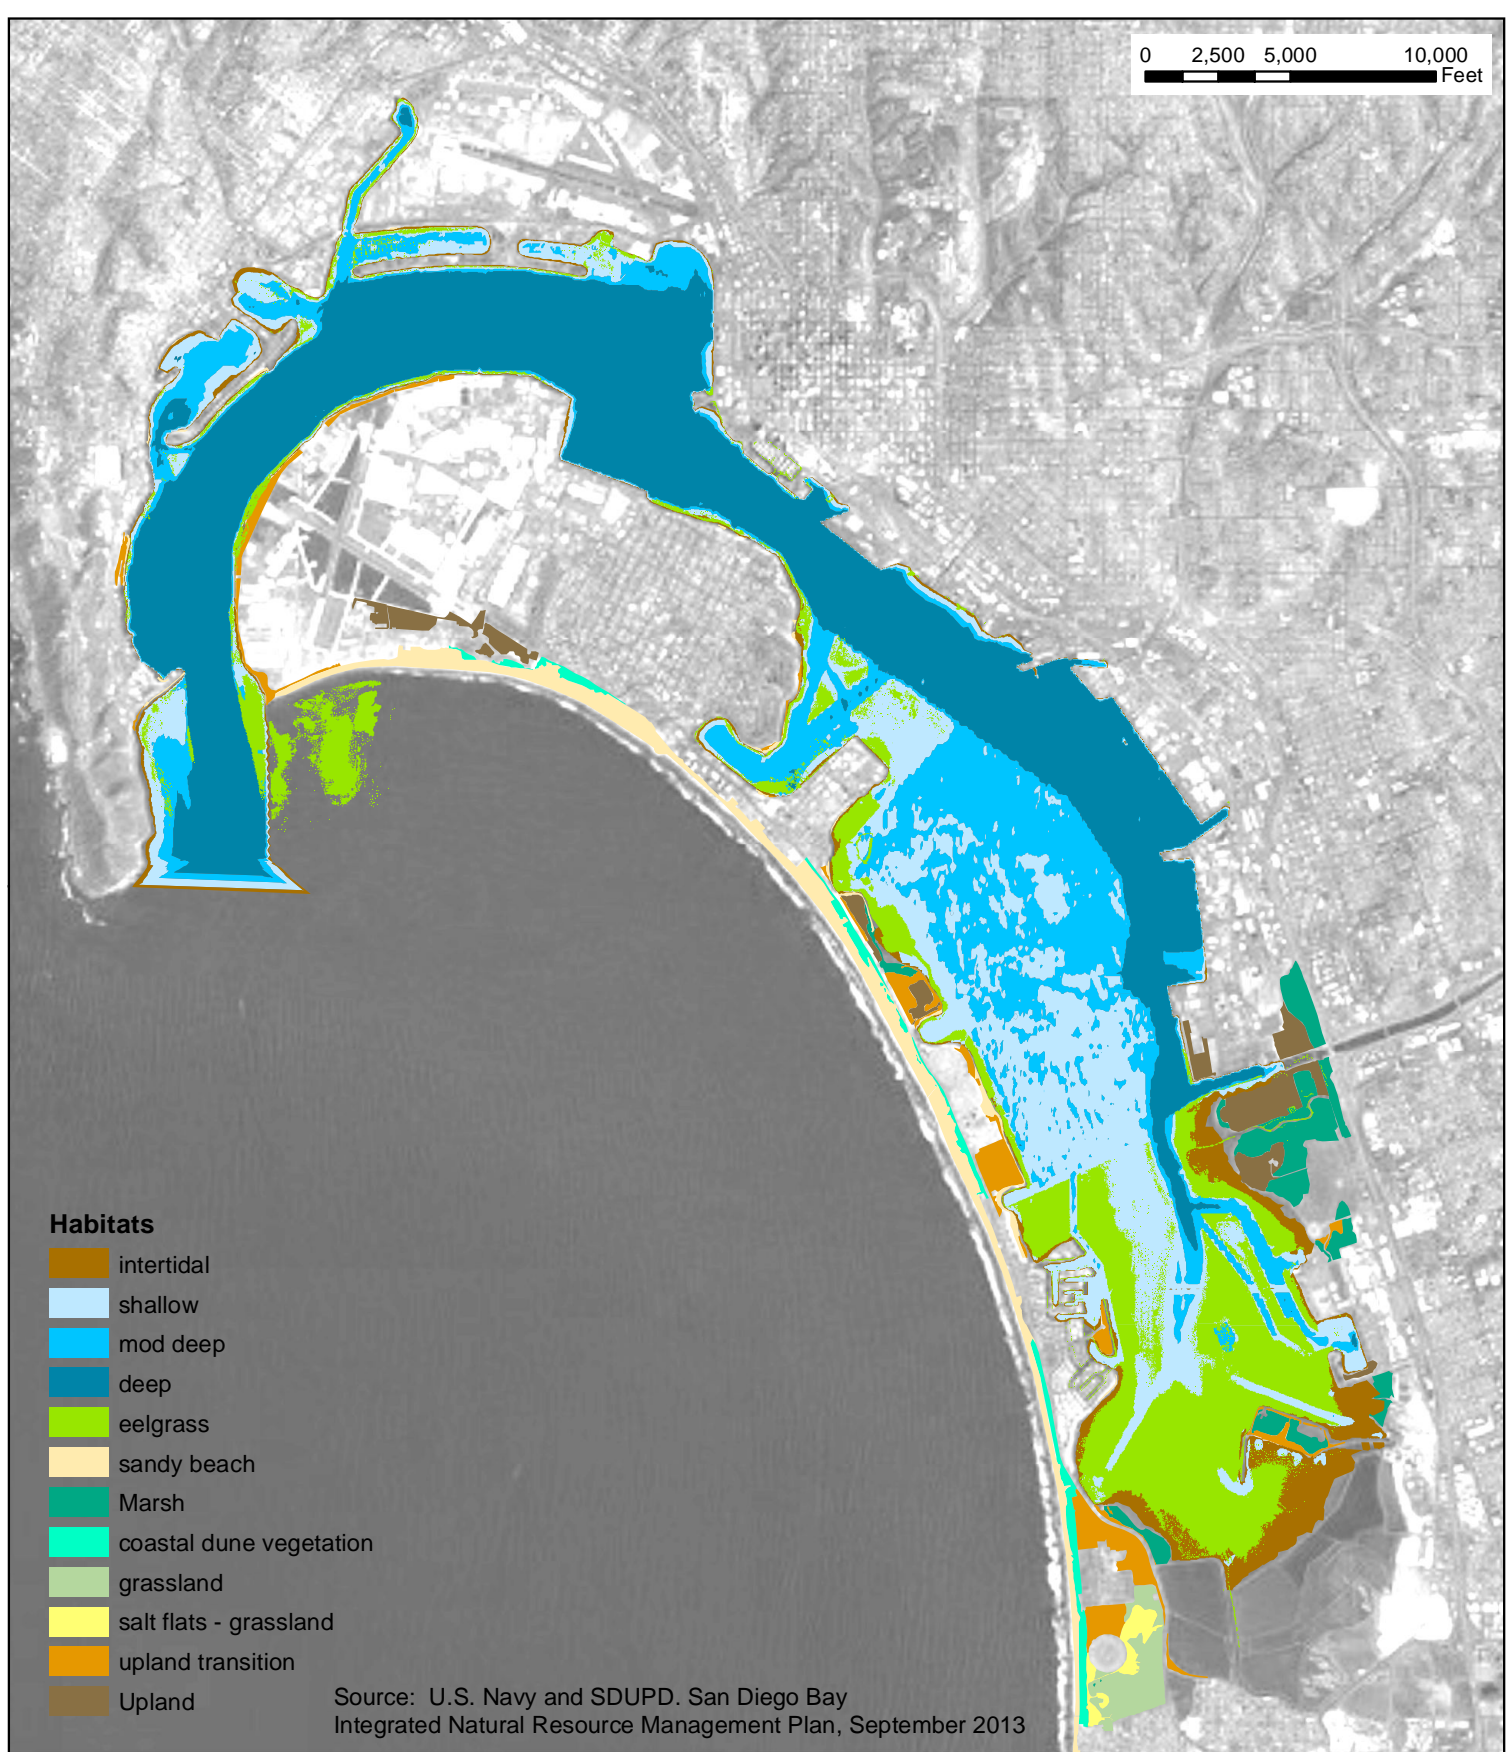 0 2,500 5,000 10,000
Feet
Habitats
intertidal
shallow
mod deep
deep
eelgrass
sandy beach
Marsh
coastal dune vegetation
grassland
salt flats - grassland
upland transition
Upland
Source: U.S. Navy and SDUPD. San Diego Bay
Integrated Natural Resource Management Plan, September 2013